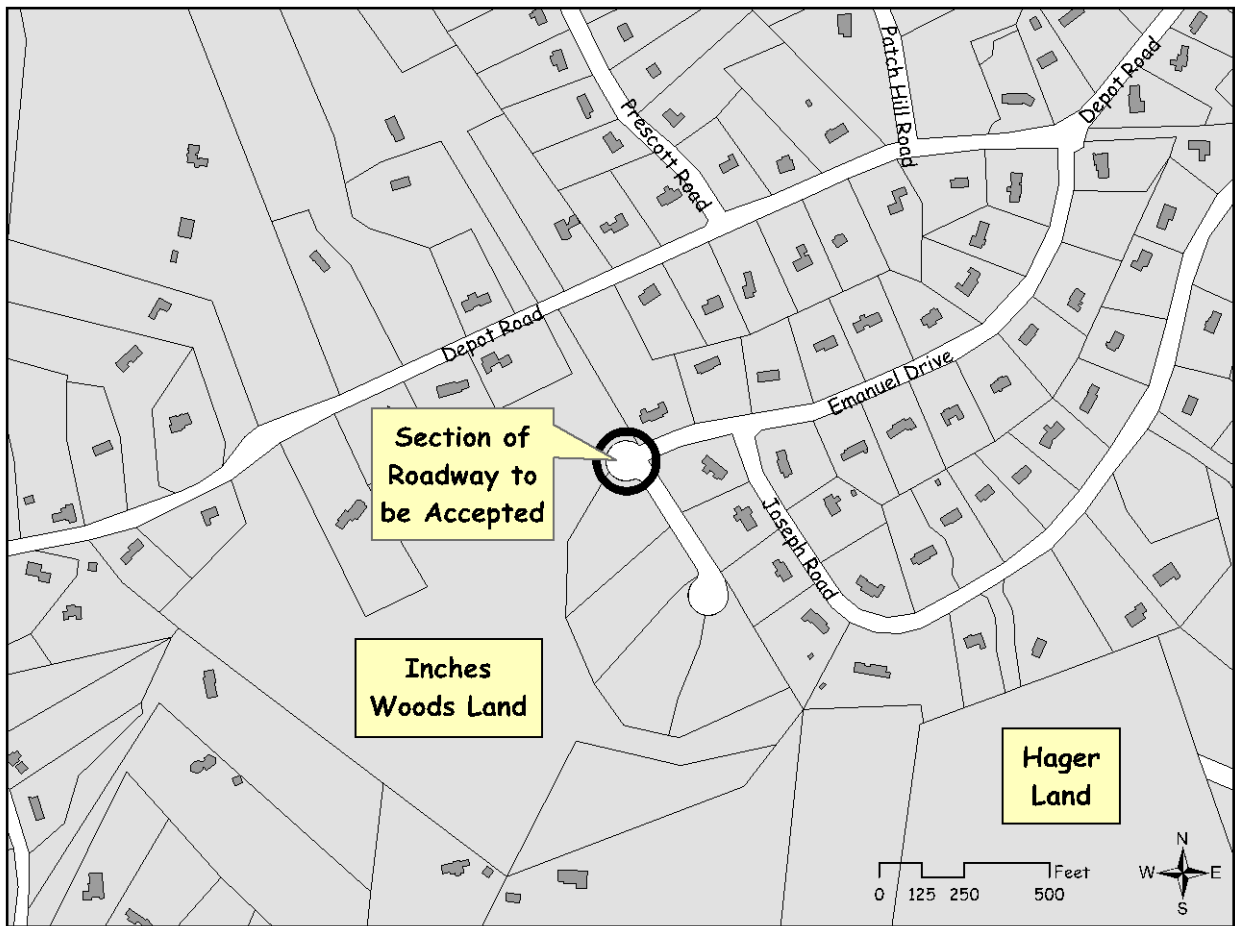 Patch Hill Road
Depot Road
Prescott Road
Depot Road
Emanuel Drive
Section of
Roadway to
be Accepted
Joseph Road
Inches
Woods Land
Hager
Land
N
W E
S
Feet
0 125 250 500